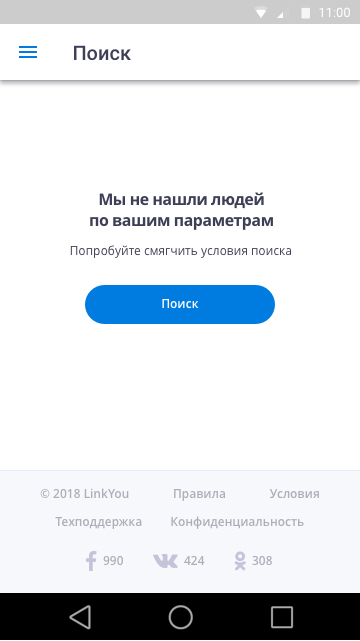 11:00
Поиск
Мы не нашли людей
по вашим параметрам
Попробуйте смягчить условия поиска
Поиск
© 2018 LinkYou Правила Условия
Техподдержка Конфиденциальность
990 424 308